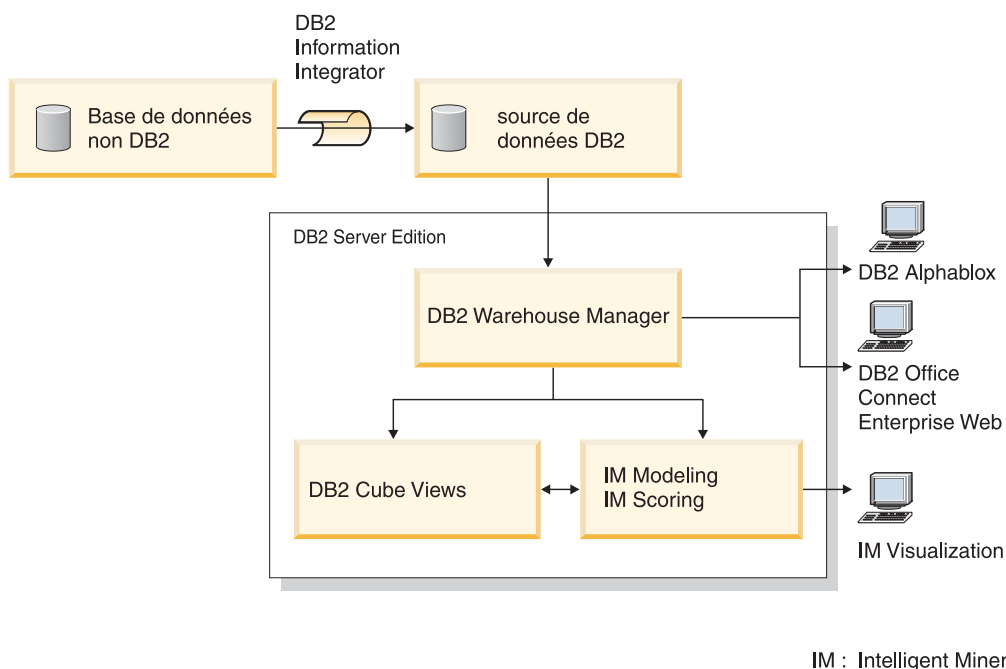 DB2
Information
Integrator
Base de données
non DB2
source de
données DB2
DB2 Server Edition
DB2 Alphablox
DB2 Warehouse Manager
DB2 Office
Connect
Enterprise Web
DB2 Cube Views
IM Modeling
IM Scoring
IM Visualization
IM : Intelligent Miner